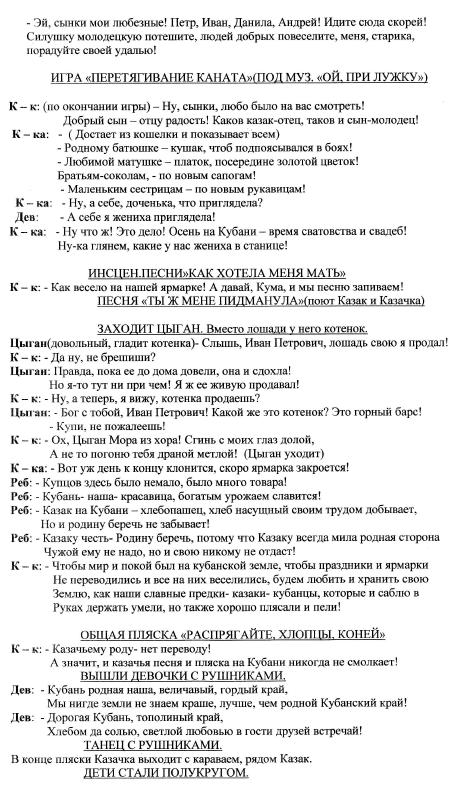 - Эй, сынки мои любезные! Петр, Иван, Данила, Андрей! Идите сюда скорей!
Силушку молодецкую потешите, людей добрых повеселите, меня, старика,
порадуйте своей удалью!
ИГРА «ПЕРЕТЯГИВАНИЕ КАНАТА»(ПОД МУЗ. «ОЙ, ПРИ ЛУЖКУ»)
К – к: (по окончании игры) – Ну, сынки, любо было на вас смотреть!
Добрый сын – отцу радость! Каков казак-отец, таков и сын-молодец!
К – ка: - ( Достает из кошелки и показывает всем)
- Родному батюшке – кушак, чтоб подпоясывался в боях!
- Любимой матушке – платок, посередине золотой цветок!
Братьям-соколам, - по новым сапогам!
- Маленьким сестрицам – по новым рукавицам!
К – ка: - Ну, а себе, доченька, что приглядела?
Дев: - А себе я жениха приглядела!
К – ка: - Ну что ж! Это дело! Осень на Кубани – время сватовства и свадеб!
Ну-ка глянем, какие у нас жениха в станице!
ИНСЦЕН.ПЕСНИ»КАК ХОТЕЛА МЕНЯ МАТЬ»
К – к: - Как весело на нашей ярмарке! А давай, Кума, и мы песню запиваем!
ПЕСНЯ «ТЫ Ж МЕНЕ ПИДМАНУЛА»(поют Казак и Казачка)
ЗАХОДИТ ЦЫГАН. Вместо лошади у него котенок.
Цыган(довольный, гладит котенка)- Слышь, Иван Петрович, лошадь свою я продал!
К – к: - Да ну, не брешиши?
Цыган: Правда, пока ее до дома довели, она и сдохла!
Но я-то тут ни при чем! Я ж ее живую продавал!
К – к: - Ну, а теперь, я вижу, котенка продаешь?
Цыган: - Бог с тобой, Иван Петрович! Какой же это котенок? Это горный барс!
- Купи, не пожалеешь!
К – к: - Ох, Цыган Мора из хора! Сгинь с моих глаз долой,
А не то погоню тебя драной метлой! (Цыган уходит)
К – ка: - Вот уж день к концу клонится, скоро ярмарка закроется!
Реб: - Купцов здесь было немало, было много товара!
Реб: - Кубань- наша- красавица, богатым урожаем славится!
Реб: - Казак на Кубани – хлебопашец, хлеб насущный своим трудом добывает,
Но и родину беречь не забывает!
Реб: - Казаку честь- Родину беречь, потому что Казаку всегда мила родная сторона
Чужой ему не надо, но и свою никому не отдаст!
К – к: - Чтобы мир и покой был на кубанской земле, чтобы праздники и ярмарки
Не переводились и все на них веселились, будем любить и хранить свою
Землю, как наши славные предки- казаки- кубанцы, которые и саблю в
Руках держать умели, но также хорошо плясали и пели!
ОБЩАЯ ПЛЯСКА «РАСПРЯГАЙТЕ, ХЛОПЦЫ, КОНЕЙ»
К – к: - Казачьему роду- нет переводу!
А значит, и казачья песня и пляска на Кубани никогда не смолкает!
ВЫШЛИ ДЕВОЧКИ С РУШНИКАМИ.
Дев: - Кубань родная наша, величавый, гордый край,
Мы нигде земли не знаем краше, лучше, чем родной Кубанский край!
Дев: - Дорогая Кубань, тополиный край,
Хлебом да солью, светлой любовью в гости друзей встречай!
ТАНЕЦ С РУШНИКАМИ.
В конце пляски Казачка выходит с караваем, рядом Казак.
ДЕТИ СТАЛИ ПОЛУКРУГОМ.